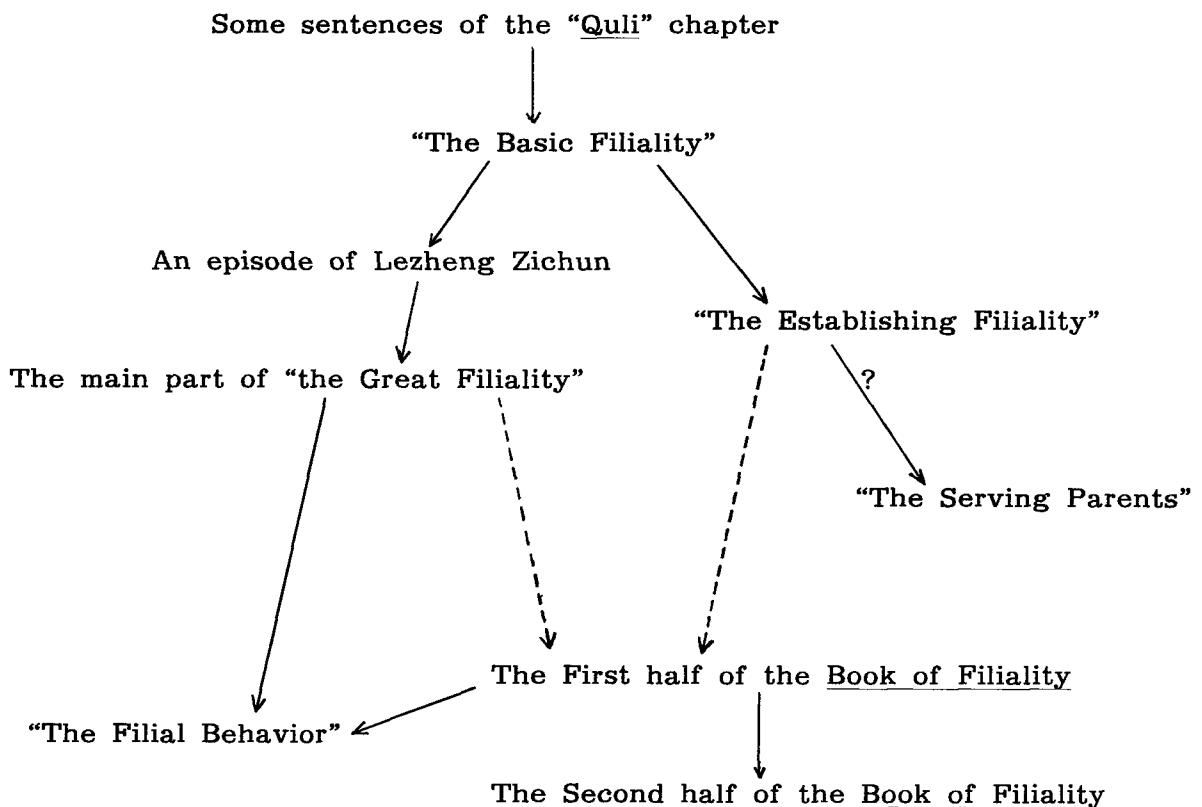 Some sentences of the “Quli” chapter
“The Basic Filiality”
An episode of Lezheng Zichun
“The Establishing Filiality”
The main part of “the Great Filiality”
?
“The Serving Parents”
The First half of the Book of Filiality
“The Filial Behavior”
The Second half of the Book of Filiality